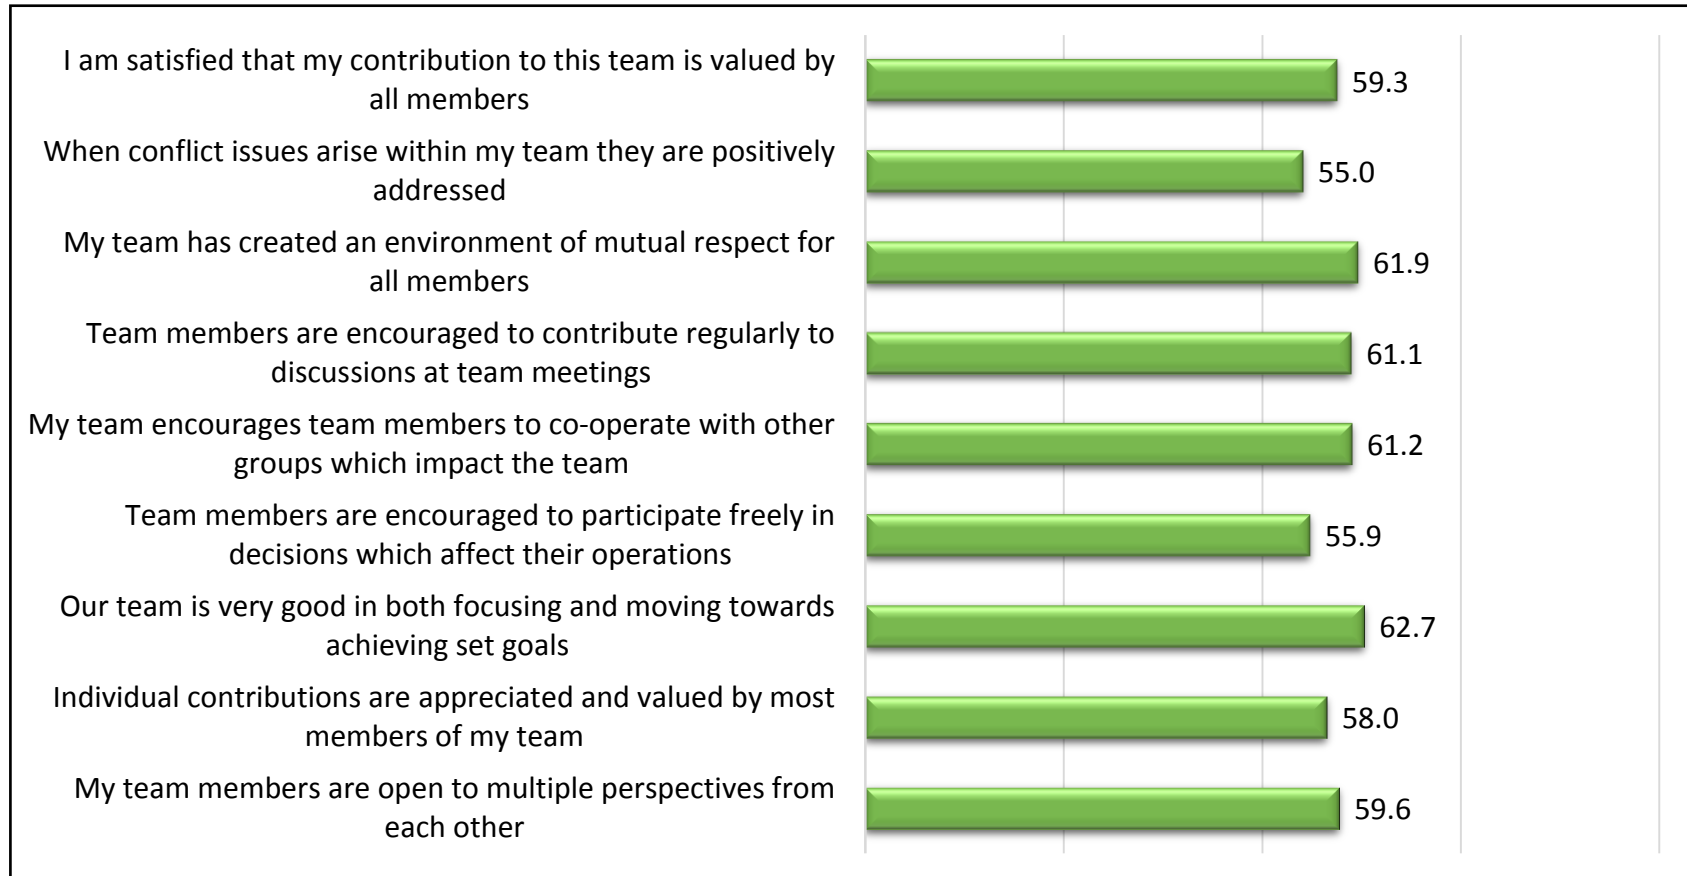 I am satisfied that my contribution to this team is valued by
all members
59.3
When conflict issues arise within my team they are positively
addressed
55.0
My team has created an environment of mutual respect for
all members
61.9
Team members are encouraged to contribute regularly to
discussions at team meetings
61.1
My team encourages team members to co-operate with other
groups which impact the team
61.2
Team members are encouraged to participate freely in
decisions which affect their operations
55.9
Our team is very good in both focusing and moving towards
achieving set goals
62.7
Individual contributions are appreciated and valued by most
members of my team
58.0
My team members are open to multiple perspectives from
each other
59.6